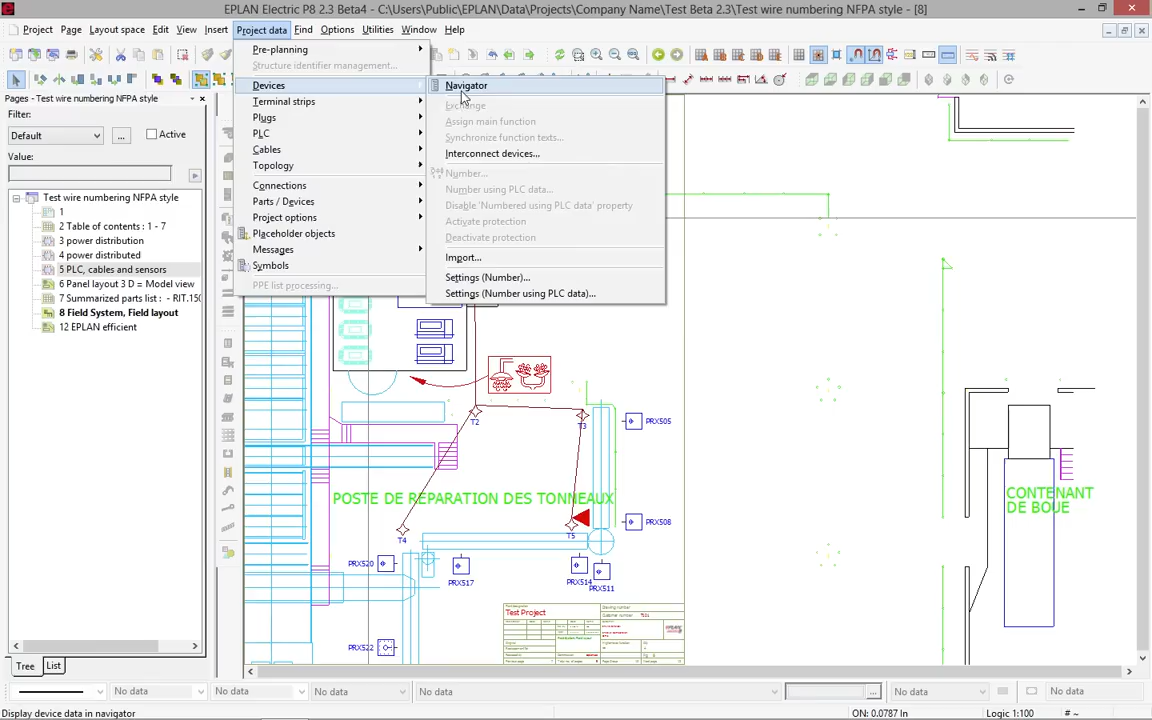 EPLAN Electric P8 2.3 Beta4 - C:\Users\Public\EPLAN\Data\Projects\Company Name\Test Beta 2.3\Test wire numbering NFPA style - [8]
Project Page Layout space Edit View Insert Project data Find Options Utilities Window Help
Pages - Test wire numbering NFPA style
Filter:
Default ... Active
Value:
Test wire numbering NFPA style
1
2 Table of contents : 1 - 7
3 power distribution
4 power distributed
5 PLC, cables and sensors
6 Panel layout 3 D = Model view
7 Summarized parts list : - RIT.150
8 Field System, Field layout
12 EPLAN efficient
Tree List
Pre-planning
Structure identifier management...
Devices
Terminal strips
Plugs
PLC
Cables
Topology
Connections
Parts / Devices
Project options
Placeholder objects
Messages
Symbols
PPE list processing...
Navigator
Exchange
Assign main function
Synchronize function texts...
Interconnect devices...
Number...
Number using PLC data...
Disable 'Numbered using PLC data' property
Activate protection
Deactivate protection
Import...
Settings (Number)...
Settings (Number using PLC data)...
T2
T3
PRX505
POSTE DE REPARATION DES TONNEAUX
CONTENANT
DE BOUE
T4
T5
PRX508
PRX520
PRX517
PRX514
PRX511
Test Project
PRX522
No data No data No data No data ... No data No data
Display device data in navigator
ON: 0.0787 In
Logic 1:100
# ~